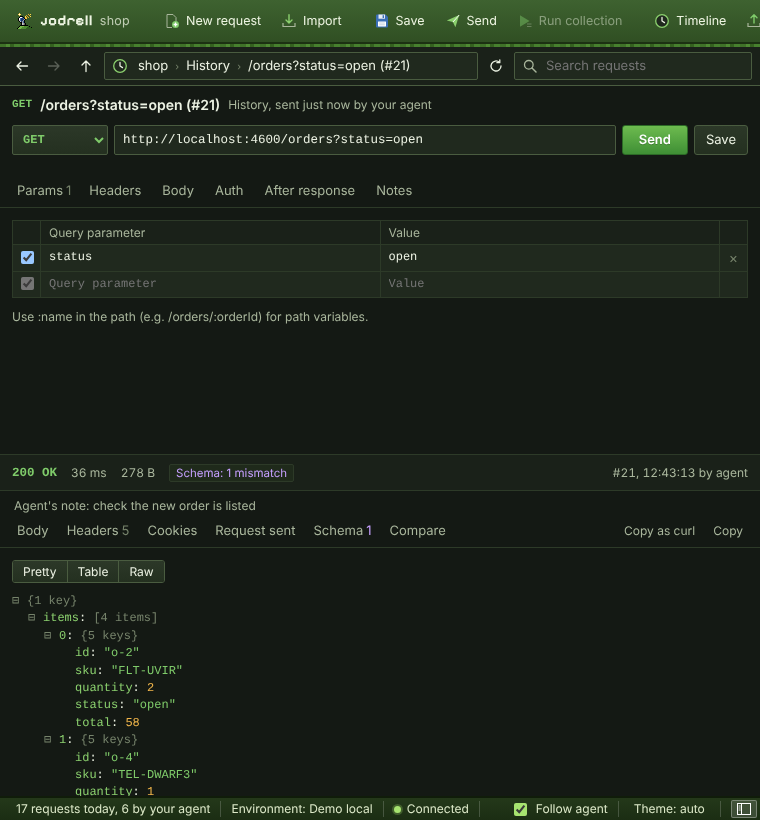 jodrell shop New request Import Save Send Run collection Timeline
shop › History › /orders?status=open (#21) Search requests
GET /orders?status=open (#21) History, sent just now by your agent
GET http://localhost:4600/orders?status=open Send Save
Params 1 Headers Body Auth After response Notes
Query parameter Value
status open ×
Query parameter Value
Use :name in the path (e.g. /orders/:orderId) for path variables.
200 OK 36 ms 278 B Schema: 1 mismatch #21, 12:43:13 by agent
Agent's note: check the new order is listed
Body Headers 5 Cookies Request sent Schema 1 Compare Copy as curl Copy
Pretty Table Raw
{1 key}
items: [4 items]
0: {5 keys}
id: "o-2"
sku: "FLT-UVIR"
quantity: 2
status: "open"
total: 58
1: {5 keys}
id: "o-4"
sku: "TEL-DWARF3"
quantity: 1
17 requests today, 6 by your agent Environment: Demo local Connected Follow agent Theme: auto